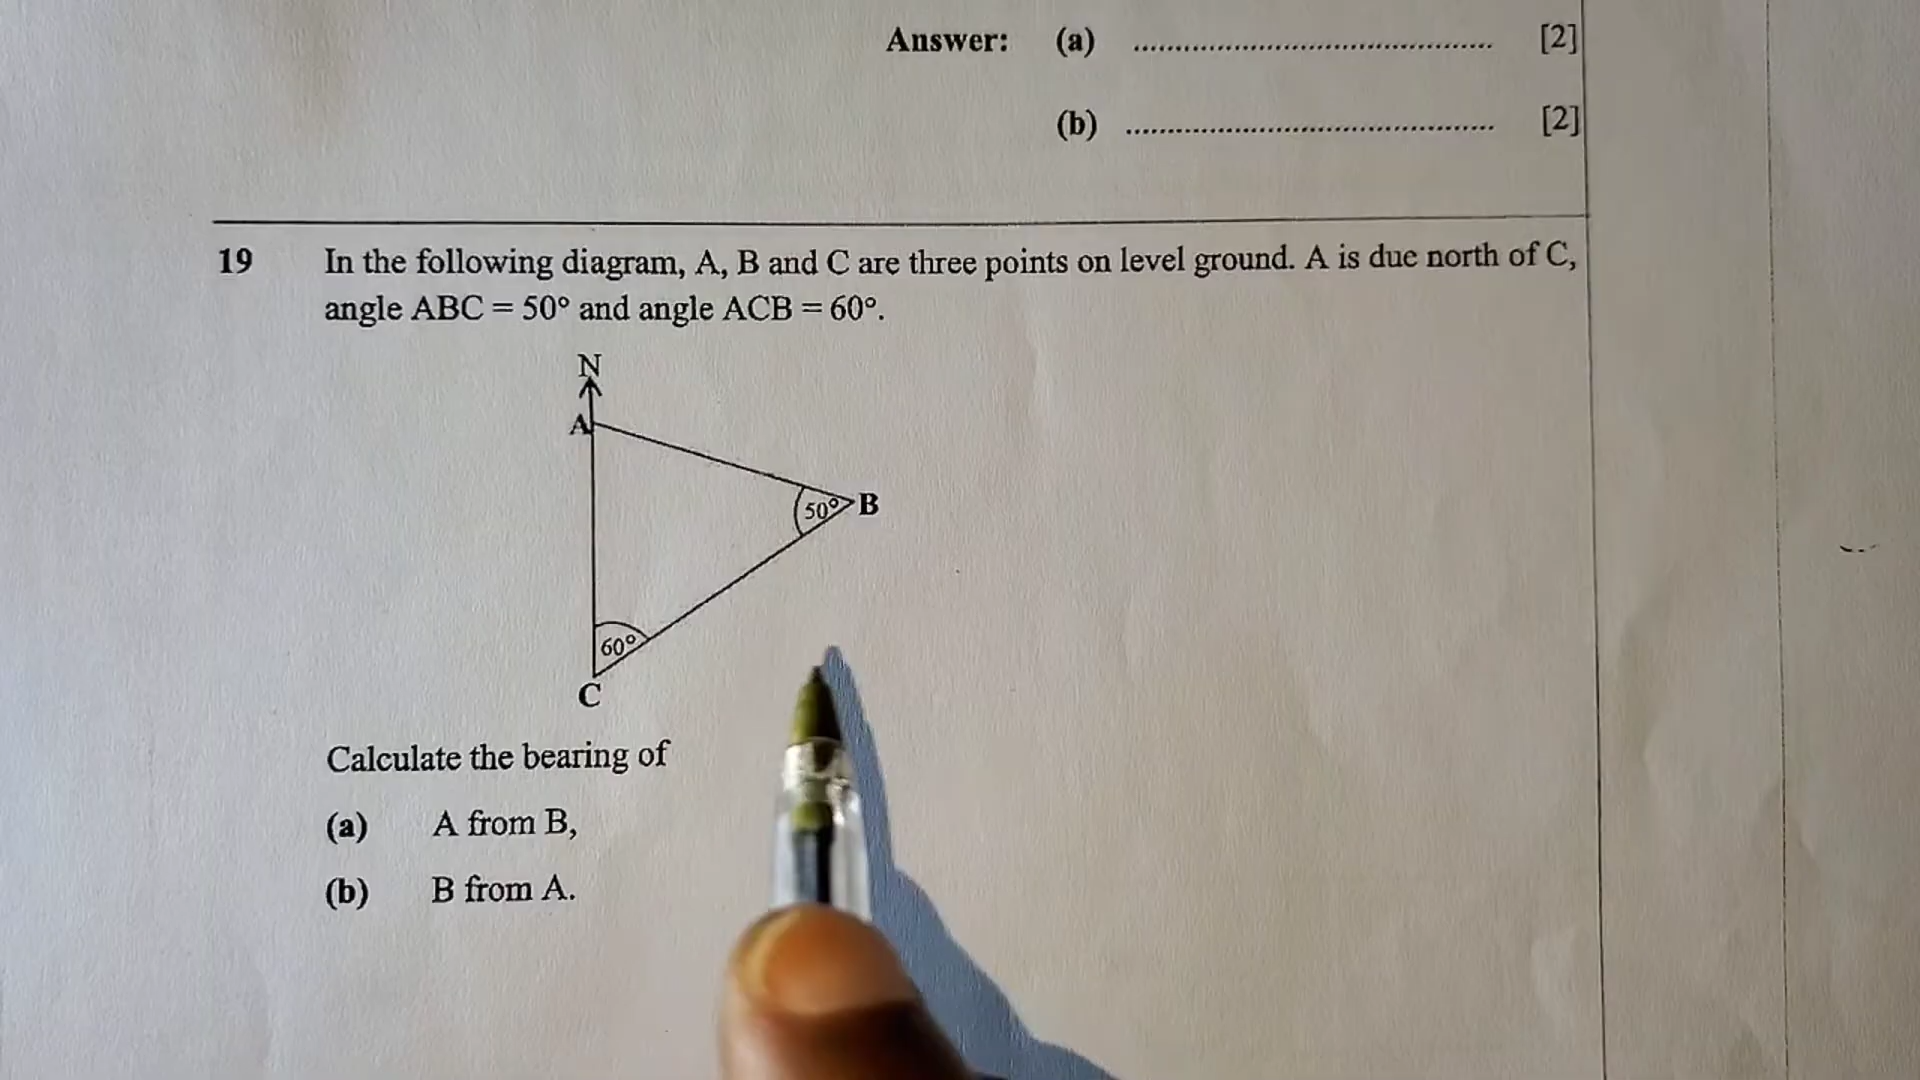 Answer: (a) ............................................. [2]
(b) ............................................. [2]
19 In the following diagram, A, B and C are three points on level ground. A is due north of C,
angle ABC = 50° and angle ACB = 60°.
N
A
50° B
60°
C
Calculate the bearing of
(a) A from B,
(b) B from A.